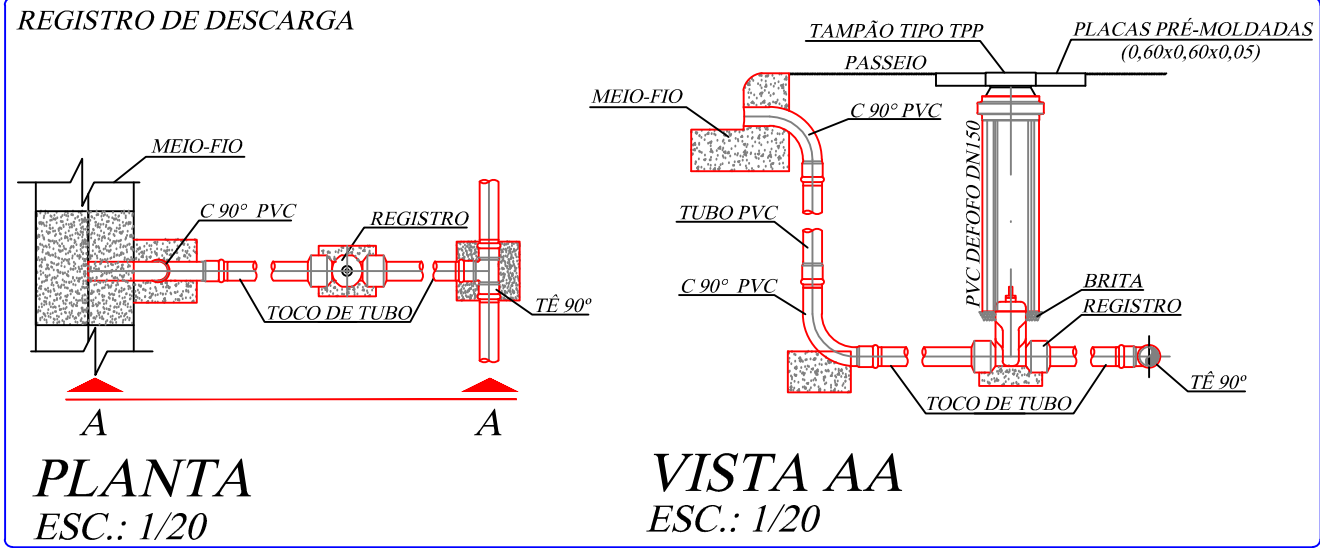 REGISTRO DE DESCARGA
MEIO-FIO
C 90° PVC
REGISTRO
TOCO DE TUBO
TÊ 90º
A
A
PLANTA
ESC.: 1/20
TAMPÃO TIPO TPP
PLACAS PRÉ-MOLDADAS
(0,60x0,60x0,05)
PASSEIO
MEIO-FIO
C 90° PVC
PVC DEFOFO DN150
TUBO PVC
C 90° PVC
BRITA
REGISTRO
TÊ 90º
TOCO DE TUBO
VISTA AA
ESC.: 1/20